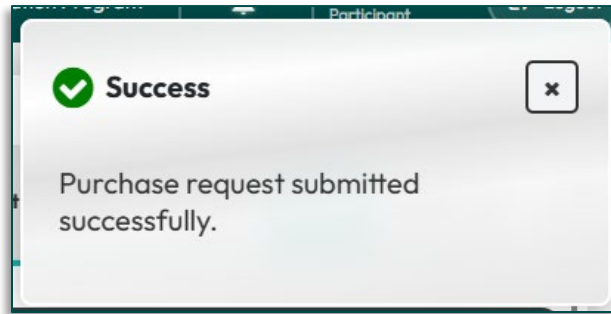 Participant
Success
Purchase request submitted
successfully.